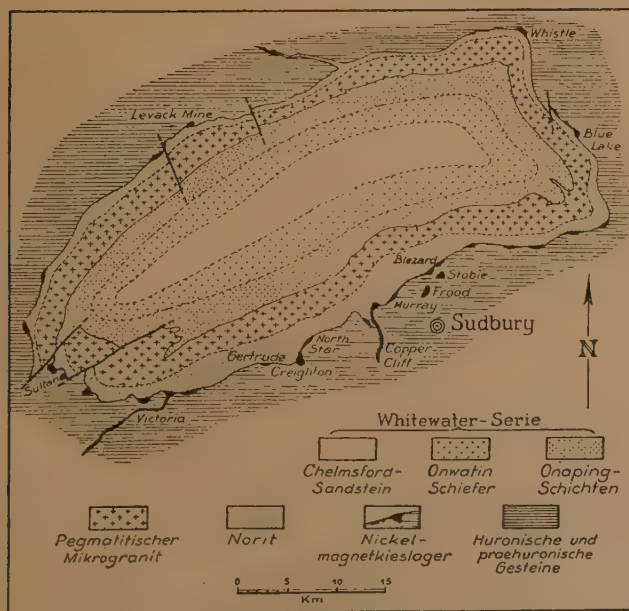 Whistle
Levack Mine
Blue
Lake
Blezard
Stobie
Frood
Murray
Sudbury
North
Star
Gertrude
Creighton
Copper
Cliff
Sultana
Victoria
N
Whitewater-Serie
Chelmsford-
Sandstein
Onwatin
Schiefer
Onaping-
Schichten
Pegmatitischer
Mikrogranit
Norit
Nickel-
magnetkieslager
Huronische und
praehuronische
Gesteine
0 5 10 15
Km